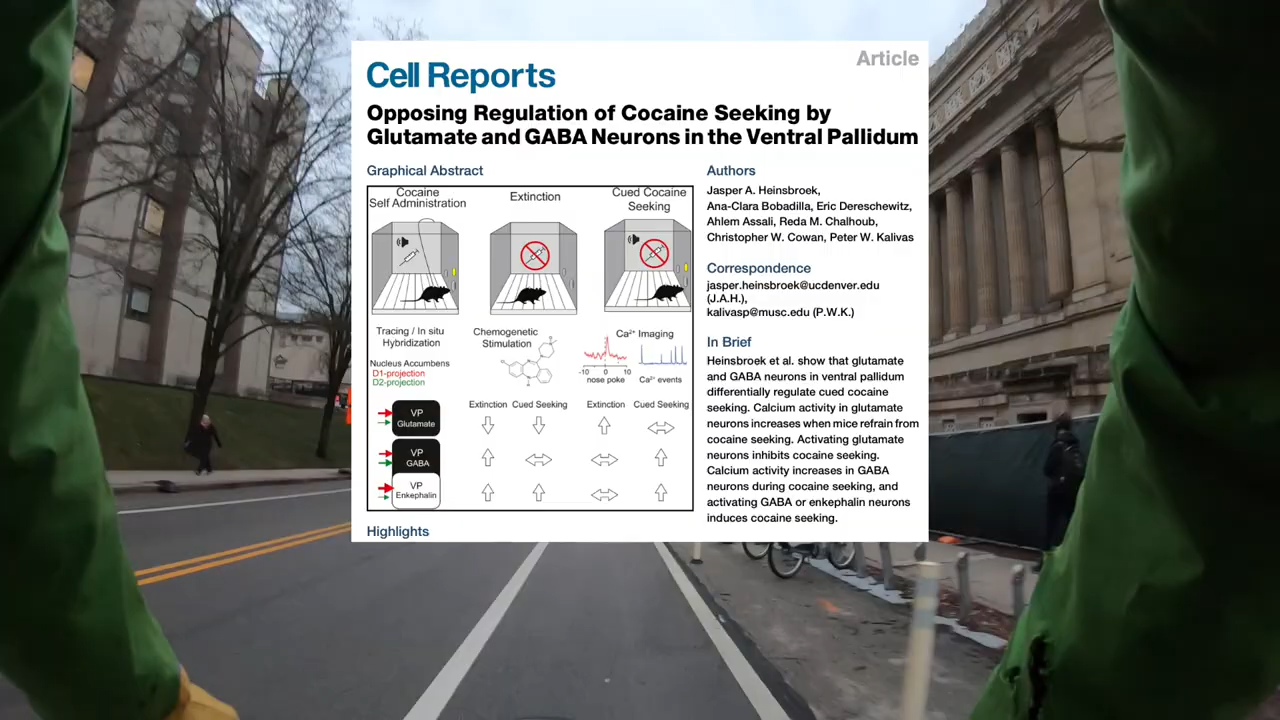 Article
Cell Reports
Opposing Regulation of Cocaine Seeking by
Glutamate and GABA Neurons in the Ventral Pallidum
Graphical Abstract
Cocaine
Self Administration
Extinction
Cued Cocaine
Seeking
Tracing / In situ
Hybridization
Chemogenetic
Stimulation
Ca2+ Imaging
Nucleus Accumbens
D1-projection
D2-projection
-10 0 10
nose poke
Ca2+ events
Extinction Cued Seeking Extinction Cued Seeking
VP
Glutamate
VP
GABA
VP
Enkephalin
Highlights
Authors
Jasper A. Heinsbroek,
Ana-Clara Bobadilla, Eric Dereschewitz,
Ahlem Assali, Reda M. Chalhoub,
Christopher W. Cowan, Peter W. Kalivas
Correspondence
jasper.heinsbroek@ucdenver.edu
(J.A.H.),
kalivasp@musc.edu (P.W.K.)
In Brief
Heinsbroek et al. show that glutamate
and GABA neurons in ventral pallidum
differentially regulate cued cocaine
seeking. Calcium activity in glutamate
neurons increases when mice refrain from
cocaine seeking. Activating glutamate
neurons inhibits cocaine seeking.
Calcium activity increases in GABA
neurons during cocaine seeking, and
activating GABA or enkephalin neurons
induces cocaine seeking.